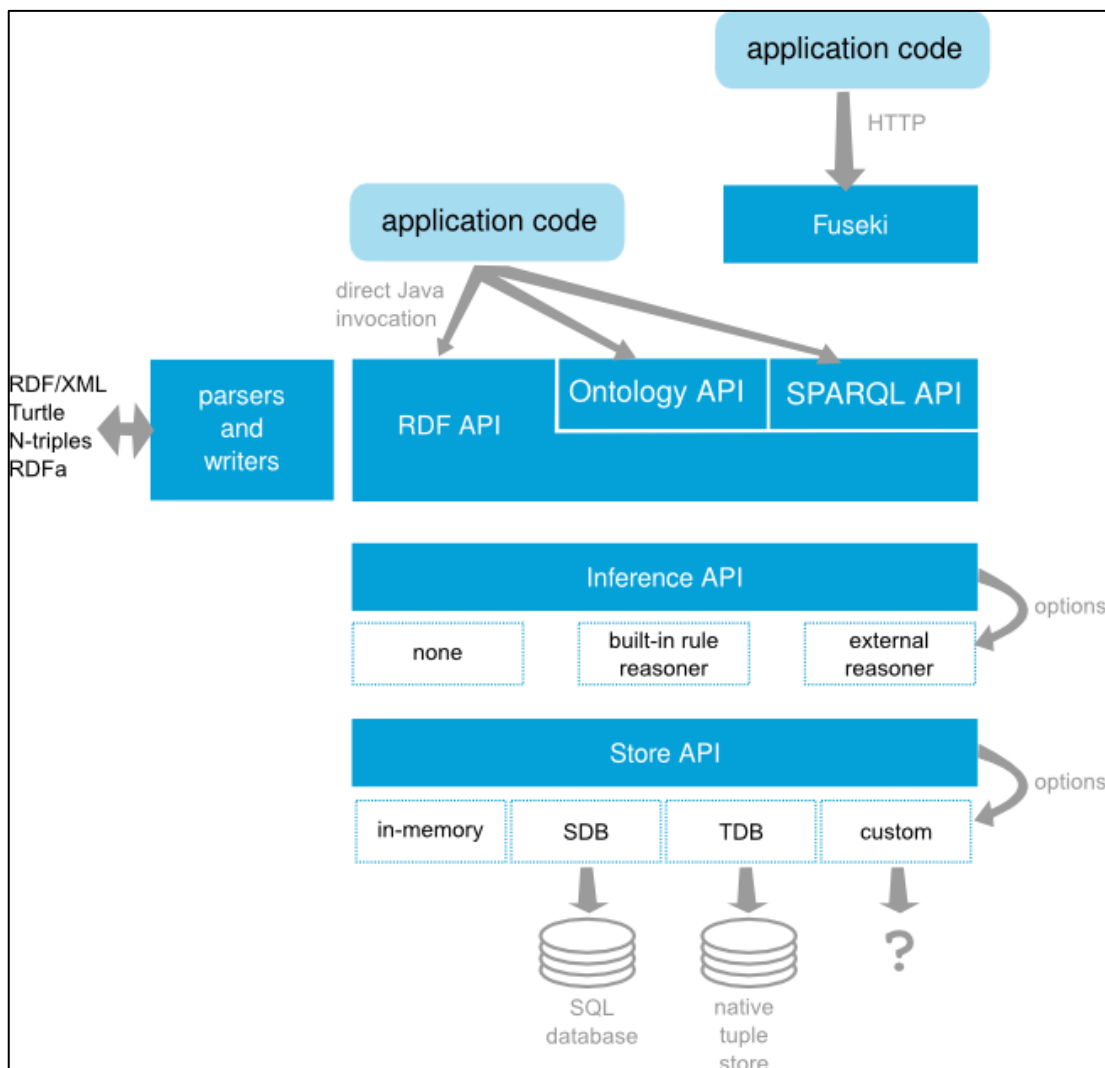 application code
HTTP
Fuseki
application code
direct Java
invocation
RDF/XML
Turtle
N-triples
RDFa
parsers
and
writers
RDF API
Ontology API
SPARQL API
Inference API
options
none
built-in rule
reasoner
external
reasoner
Store API
options
in-memory
SDB
TDB
custom
?
SQL
database
native
tuple
store